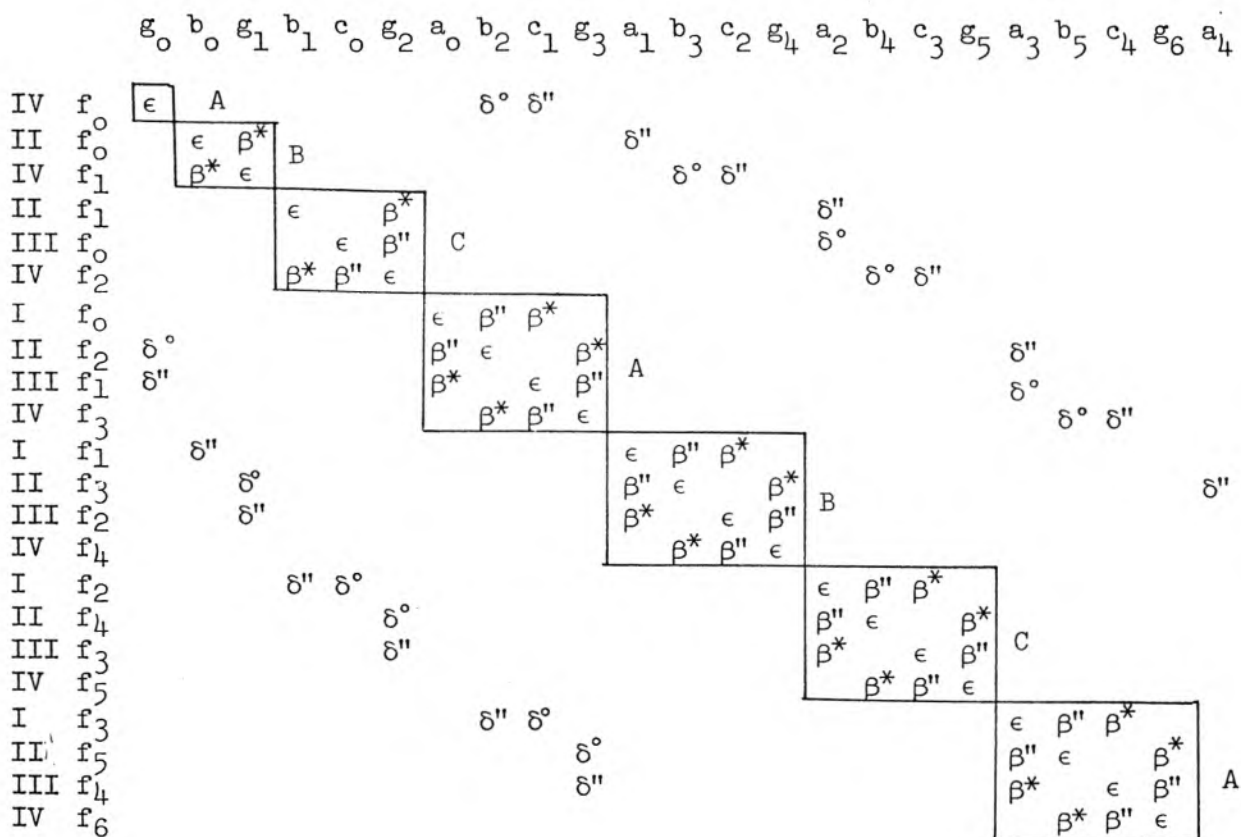 g₀ b₀ g₁ b₁ c₀ g₂ a₀ b₂ c₁ g₃ a₁ b₃ c₂ g₄ a₂ b₄ c₃ g₅ a₃ b₅ c₄ g₆ a₄
IV f₀ ϵ A δ° δ"
II f₀ ϵ β* δ"
B
IV f₁ β* ϵ δ° δ"
II f₁ ϵ β* δ"
III f₀ ϵ β" C δ°
IV f₂ β* β" ϵ δ° δ"
I f₀ ϵ β" β*
II f₂ δ° β" ϵ β* δ"
A
III f₁ δ" β* ϵ β" δ°
IV f₃ β* β" ϵ δ° δ"
I f₁ δ" ϵ β" β*
II f₃ δ° β" ϵ β* δ"
B
III f₂ δ" β* ϵ β"
IV f₄ β* β" ϵ
I f₂ δ" δ° ϵ β" β*
II f₄ δ° β" ϵ β*
III f₃ δ" β* ϵ β" C
IV f₅ β* β" ϵ
I f₃ δ" δ° ϵ β" β*
II f₅ δ° β" ϵ β*
III f₄ δ" β* ϵ β" A
IV f₆ β* β" ϵ